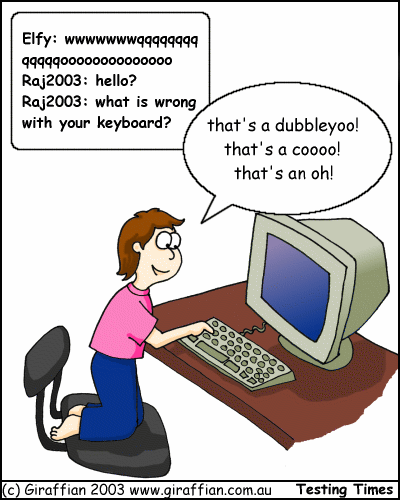 Elfy: wwwwwwwqqqqqqqq
qqqqqooooooooooooooo
Raj2003: hello?
Raj2003: what is wrong
with your keyboard?
that's a dubbleyoo!
that's a coooo!
that's an oh!
(c) Giraffian 2003 www.giraffian.com.au Testing Times